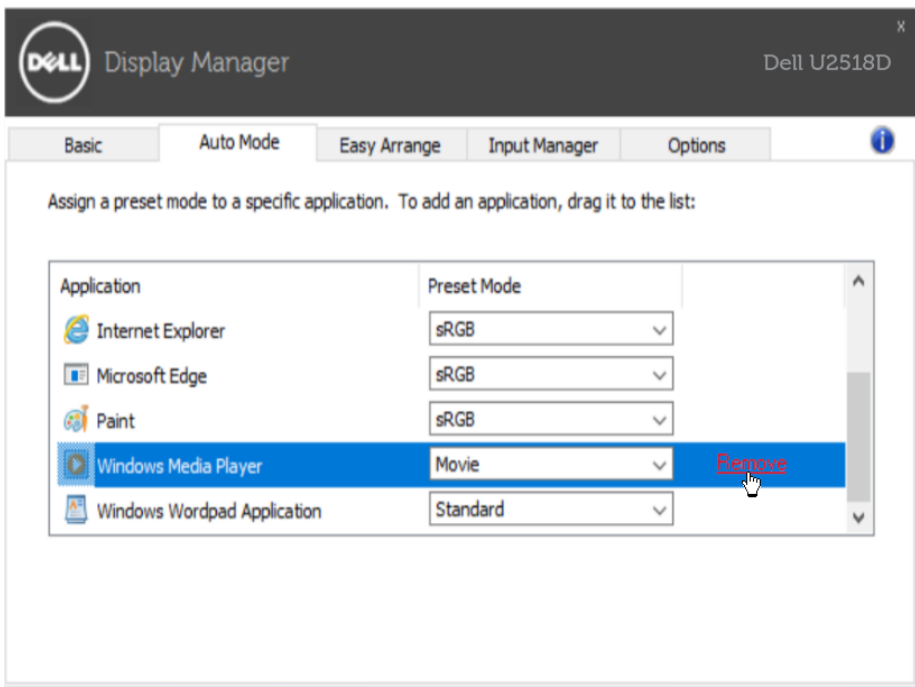 x
DELL Display Manager Dell U2518D
Basic Auto Mode Easy Arrange Input Manager Options i
Assign a preset mode to a specific application. To add an application, drag it to the list:
Application Preset Mode
Internet Explorer sRGB
Microsoft Edge sRGB
Paint sRGB
Windows Media Player Movie Remove
Windows Wordpad Application Standard